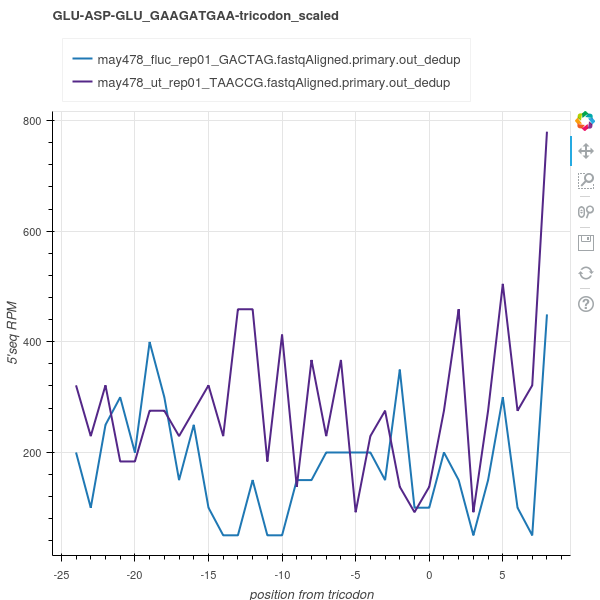 GLU-ASP-GLU_GAAGATGAA-tricodon_scaled
may478_fluc_rep01_GACTAG.fastqAligned.primary.out_dedup
may478_ut_rep01_TAACCG.fastqAligned.primary.out_dedup
800
600
400
200
5'seq RPM
-25 -20 -15 -10 -5 0 5
position from tricodon